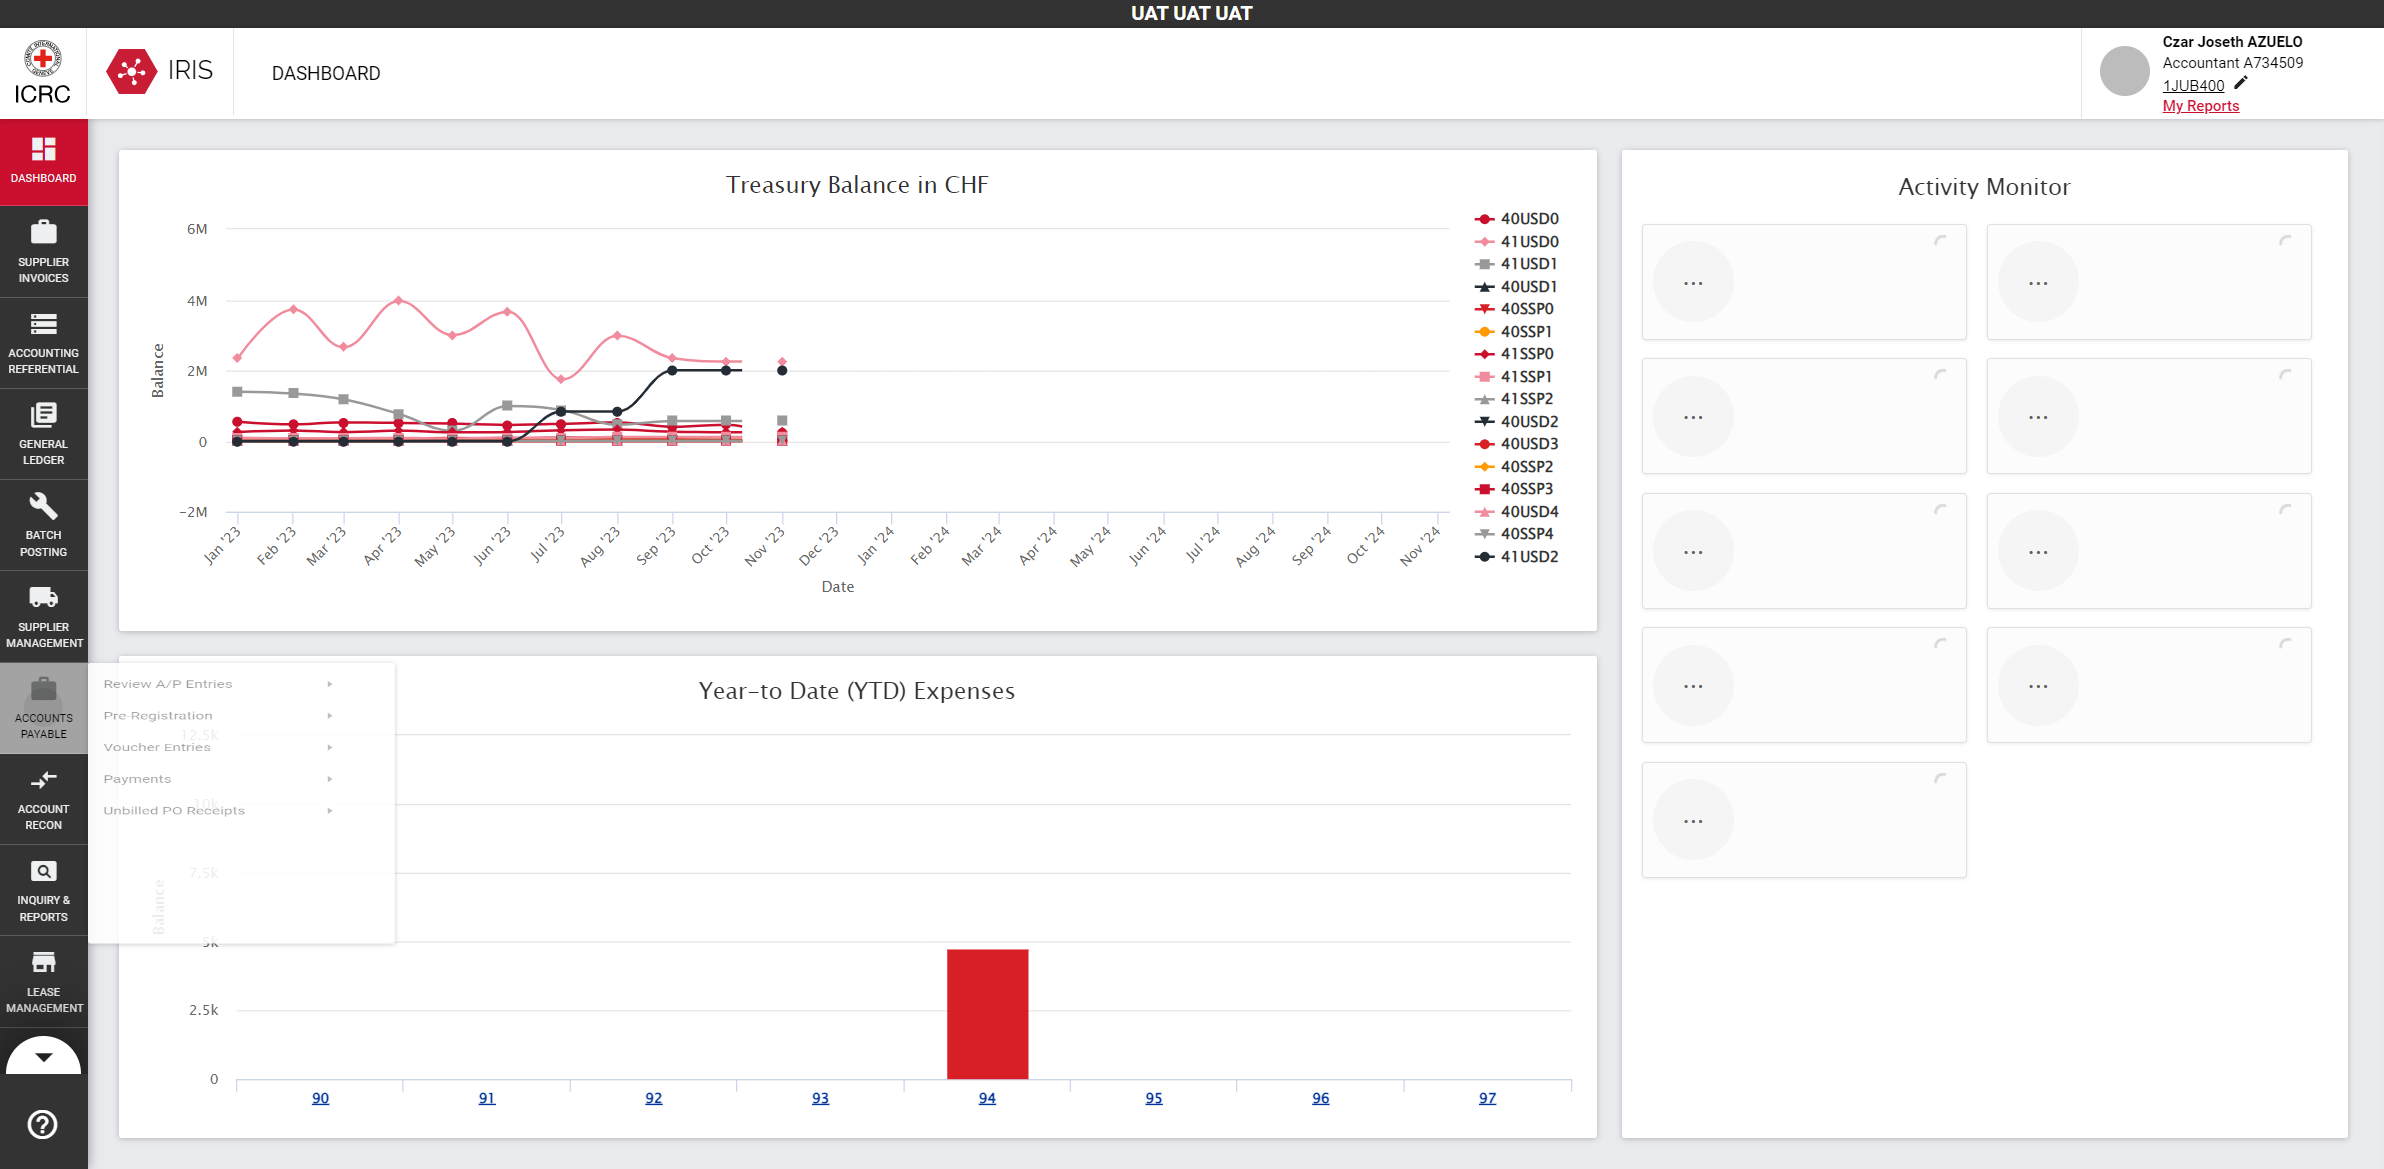 UAT UAT UAT
ICRC
IRIS
DASHBOARD
Czar Joseth AZUELO
Accountant A734509
1JUB400
My Reports
DASHBOARD
SUPPLIER
INVOICES
ACCOUNTING
REFERENTIAL
GENERAL
LEDGER
BATCH
POSTING
SUPPLIER
MANAGEMENT
ACCOUNTS
PAYABLE
ACCOUNT
RECON
INQUIRY &
REPORTS
LEASE
MANAGEMENT
Review A/P Entries
Pre-Registration
Voucher Entries
Payments
Unbilled PO Receipts
Treasury Balance in CHF
Balance
6M
4M
2M
0
-2M
Jan '23
Feb '23
Mar '23
Apr '23
May '23
Jun '23
Jul '23
Aug '23
Sep '23
Oct '23
Nov '23
Dec '23
Jan '24
Feb '24
Mar '24
Apr '24
May '24
Jun '24
Jul '24
Aug '24
Sep '24
Oct '24
Nov '24
Date
40USD0
41USD0
41USD1
40USD1
40SSP0
40SSP1
41SSP0
41SSP1
41SSP2
40USD2
40USD3
40SSP2
40SSP3
40USD4
40SSP4
41USD2
Year-to Date (YTD) Expenses
Balance
12.5k
10k
7.5k
5k
2.5k
0
90
91
92
93
94
95
96
97
Activity Monitor
...
...
...
...
...
...
...
...
...